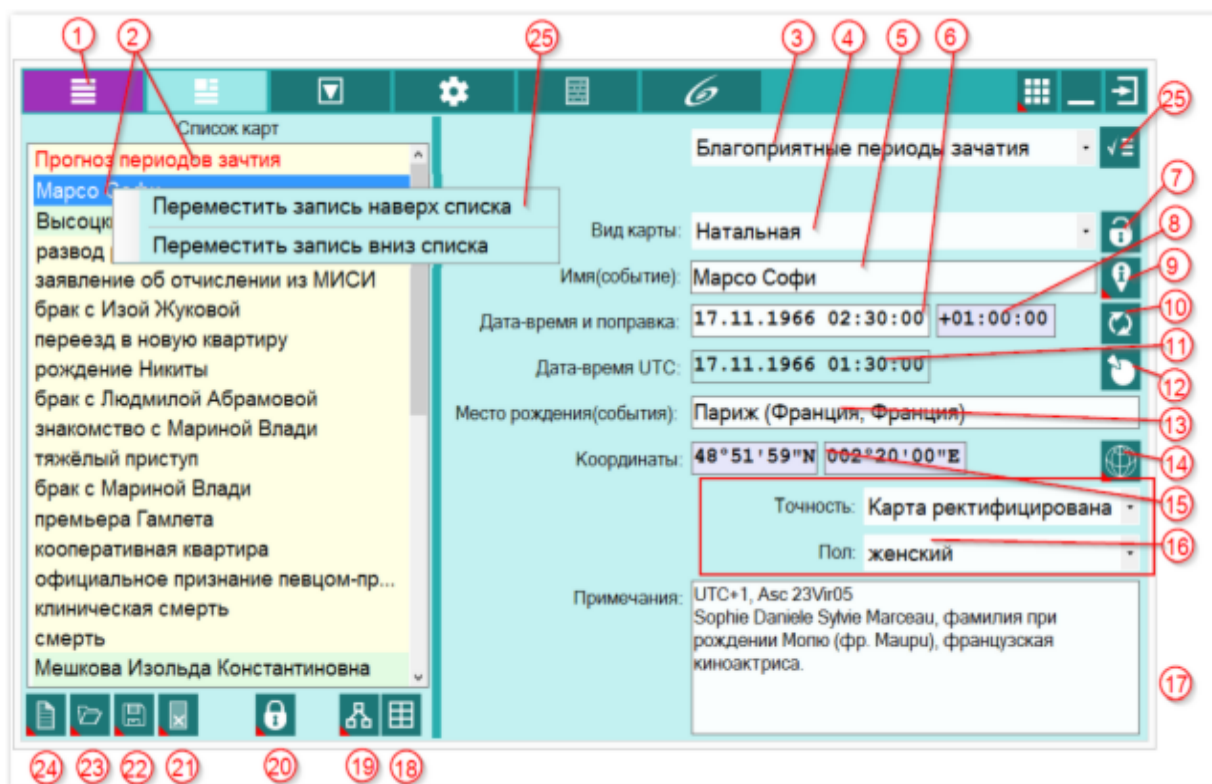 1 2 25 3 4 5 6
Список карт
Прогноз периодов зачтия
Благоприятные периоды зачатия
25
Марсо Софи
Переместить запись наверх списка
Переместить запись вниз списка
7
Вид карты: Натальная
8
развод
заявление об отчислении из МИСИ
Имя(событие): Марсо Софи
9
брак с Изой Жуковой
переезд в новую квартиру
Дата-время и поправка: 17.11.1966 02:30:00 +01:00:00
10
рождение Никиты
Дата-время UTC: 17.11.1966 01:30:00
11
12
брак с Людмилой Абрамовой
знакомство с Мариной Влади
Место рождения(события): Париж (Франция, Франция)
13
тяжёлый приступ
Координаты: 48°51'59"N 002°20'00"E
14
брак с Мариной Влади
премьера Гамлета
Точность: Карта ректифицирована
15
кооперативная квартира
Пол: женский
16
официальное признание певцом-пр...
клиническая смерть
смерть
Мешкова Изольда Константиновна
Примечания: UTC+1, Asc 23Vir05
Sophie Daniele Sylvie Marceau, фамилия при
рождении Мопю (фр. Maupu), французская
киноактриса.
17
24 23 22 21 20 19 18